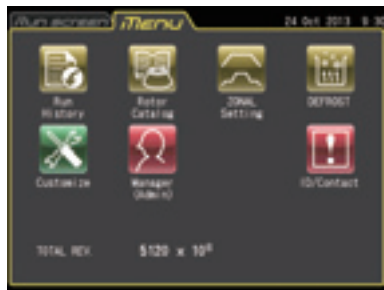 Run screen Menu 24 Oct 2013 9:30
Run History
Rotor Catalog
ZONAL Setting
DEFROST
Customize
Manager (Admin)
ID/Contact
TOTAL REV. 5120 x 10⁶